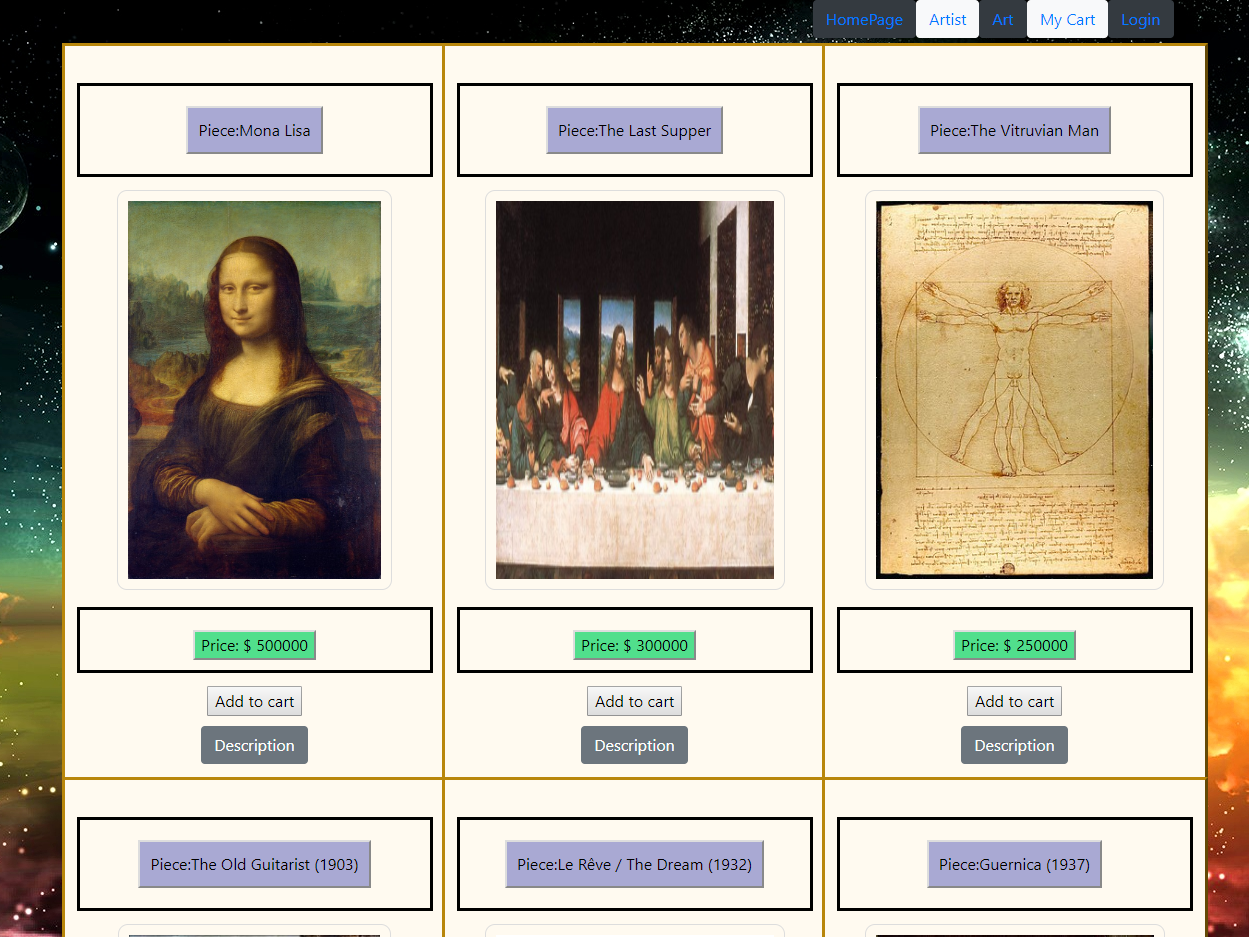 HomePage Artist Art My Cart Login
Piece:Mona Lisa
Piece:The Last Supper
Piece:The Vitruvian Man
Price: $ 500000
Price: $ 300000
Price: $ 250000
Add to cart
Add to cart
Add to cart
Description
Description
Description
Piece:The Old Guitarist (1903)
Piece:Le Rêve / The Dream (1932)
Piece:Guernica (1937)